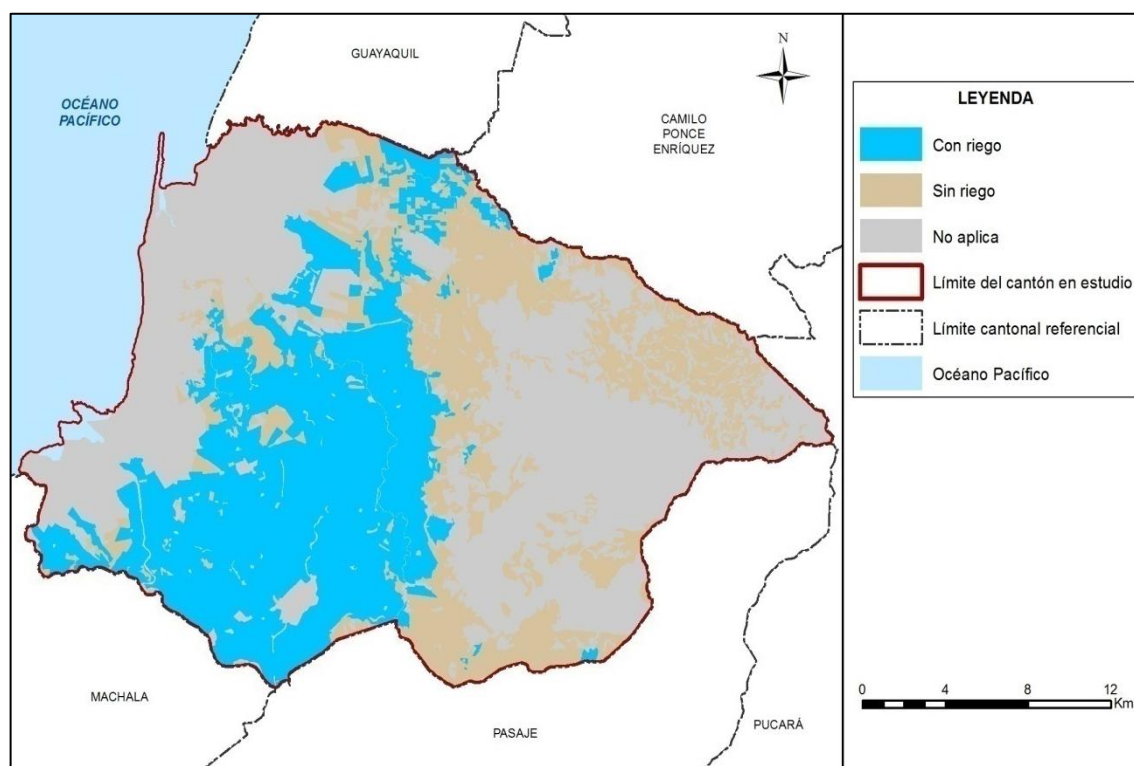 GUAYAQUIL
OCÉANO
PACÍFICO
N
CAMILO
PONCE
ENRÍQUEZ
MACHALA
PASAJE
PUCARÁ
LEYENDA
Con riego
Sin riego
No aplica
Límite del cantón en estudio
Límite cantonal referencial
Océano Pacífico
0 4 8 12
Km